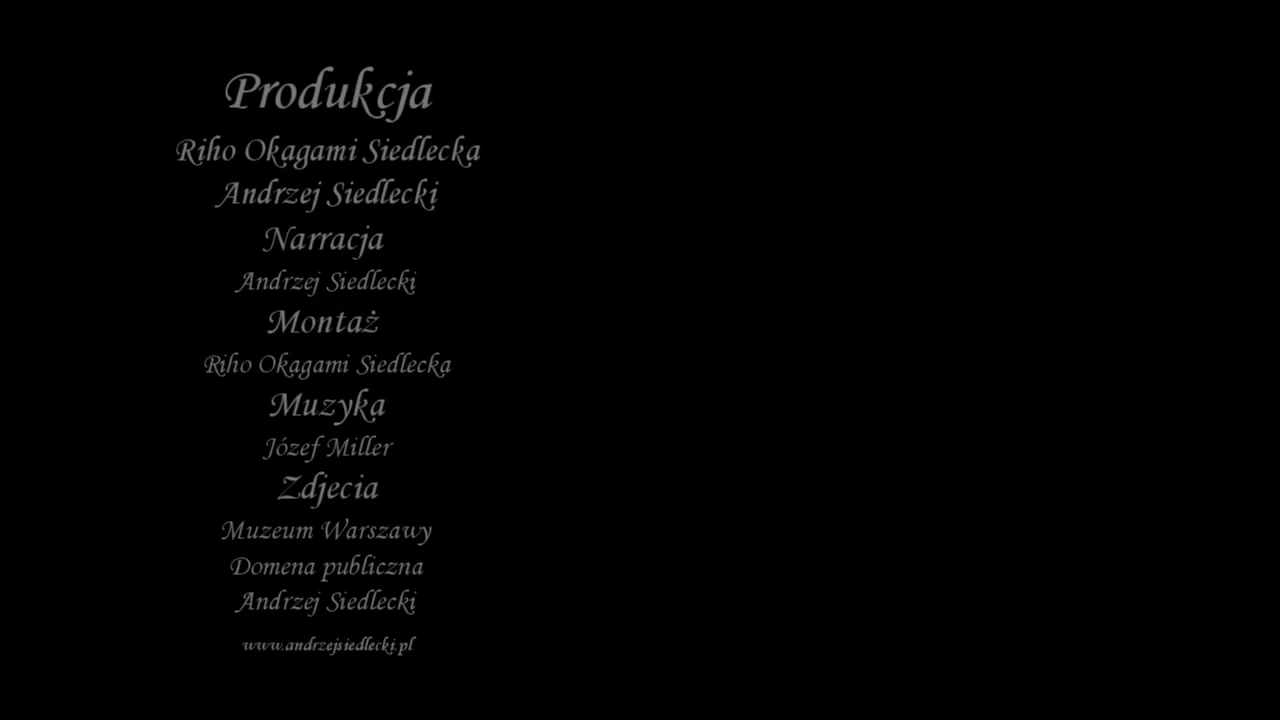 Produkcja
Riho Okagami Siedlecka
Andrzej Siedlecki
Narracja
Andrzej Siedlecki
Montaż
Riho Okagami Siedlecka
Muzyka
Józef Miller
Zdjecia
Muzeum Warszawy
Domena publiczna
Andrzej Siedlecki
www.andrzejsiedlecki.pl